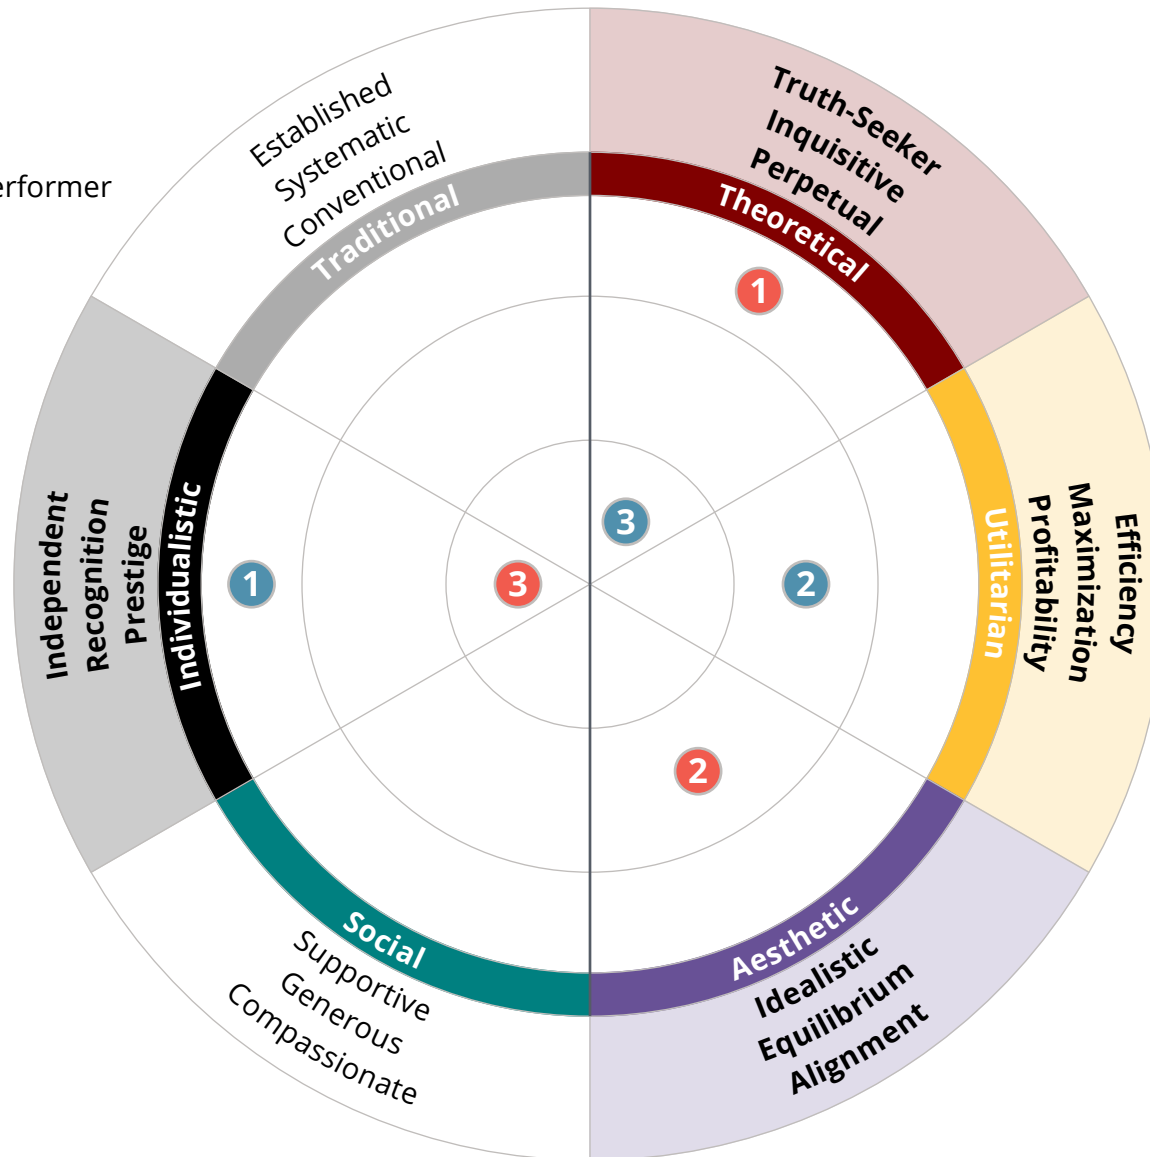 erformer
Established
Systematic
Conventional
Traditional
Truth-Seeker
Inquisitive
Perpetual
Theoretical
Efficiency
Maximization
Profitability
Utilitarian
Independent
Recognition
Prestige
Individualistic
1
3
3
2
1
2
Social
Supportive
Generous
Compassionate
Aesthetic
Idealistic
Equilibrium
Alignment